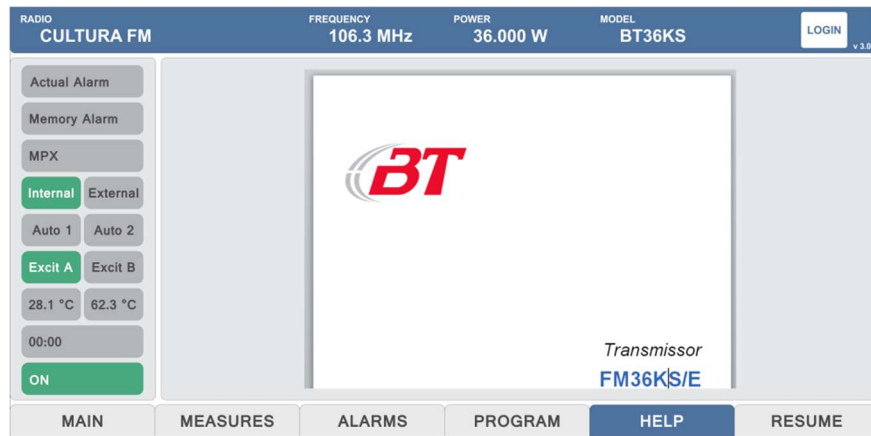 RADIO
CULTURA FM
FREQUENCY
106.3 MHz
POWER
36.000 W
MODEL
BT36KS
LOGIN
v 3.0
Actual Alarm
Memory Alarm
MPX
Internal External
Auto 1 Auto 2
Excit A Excit B
28.1 °C 62.3 °C
00:00
ON
BT
Transmissor
FM36KS/E
MAIN MEASURES ALARMS PROGRAM HELP RESUME